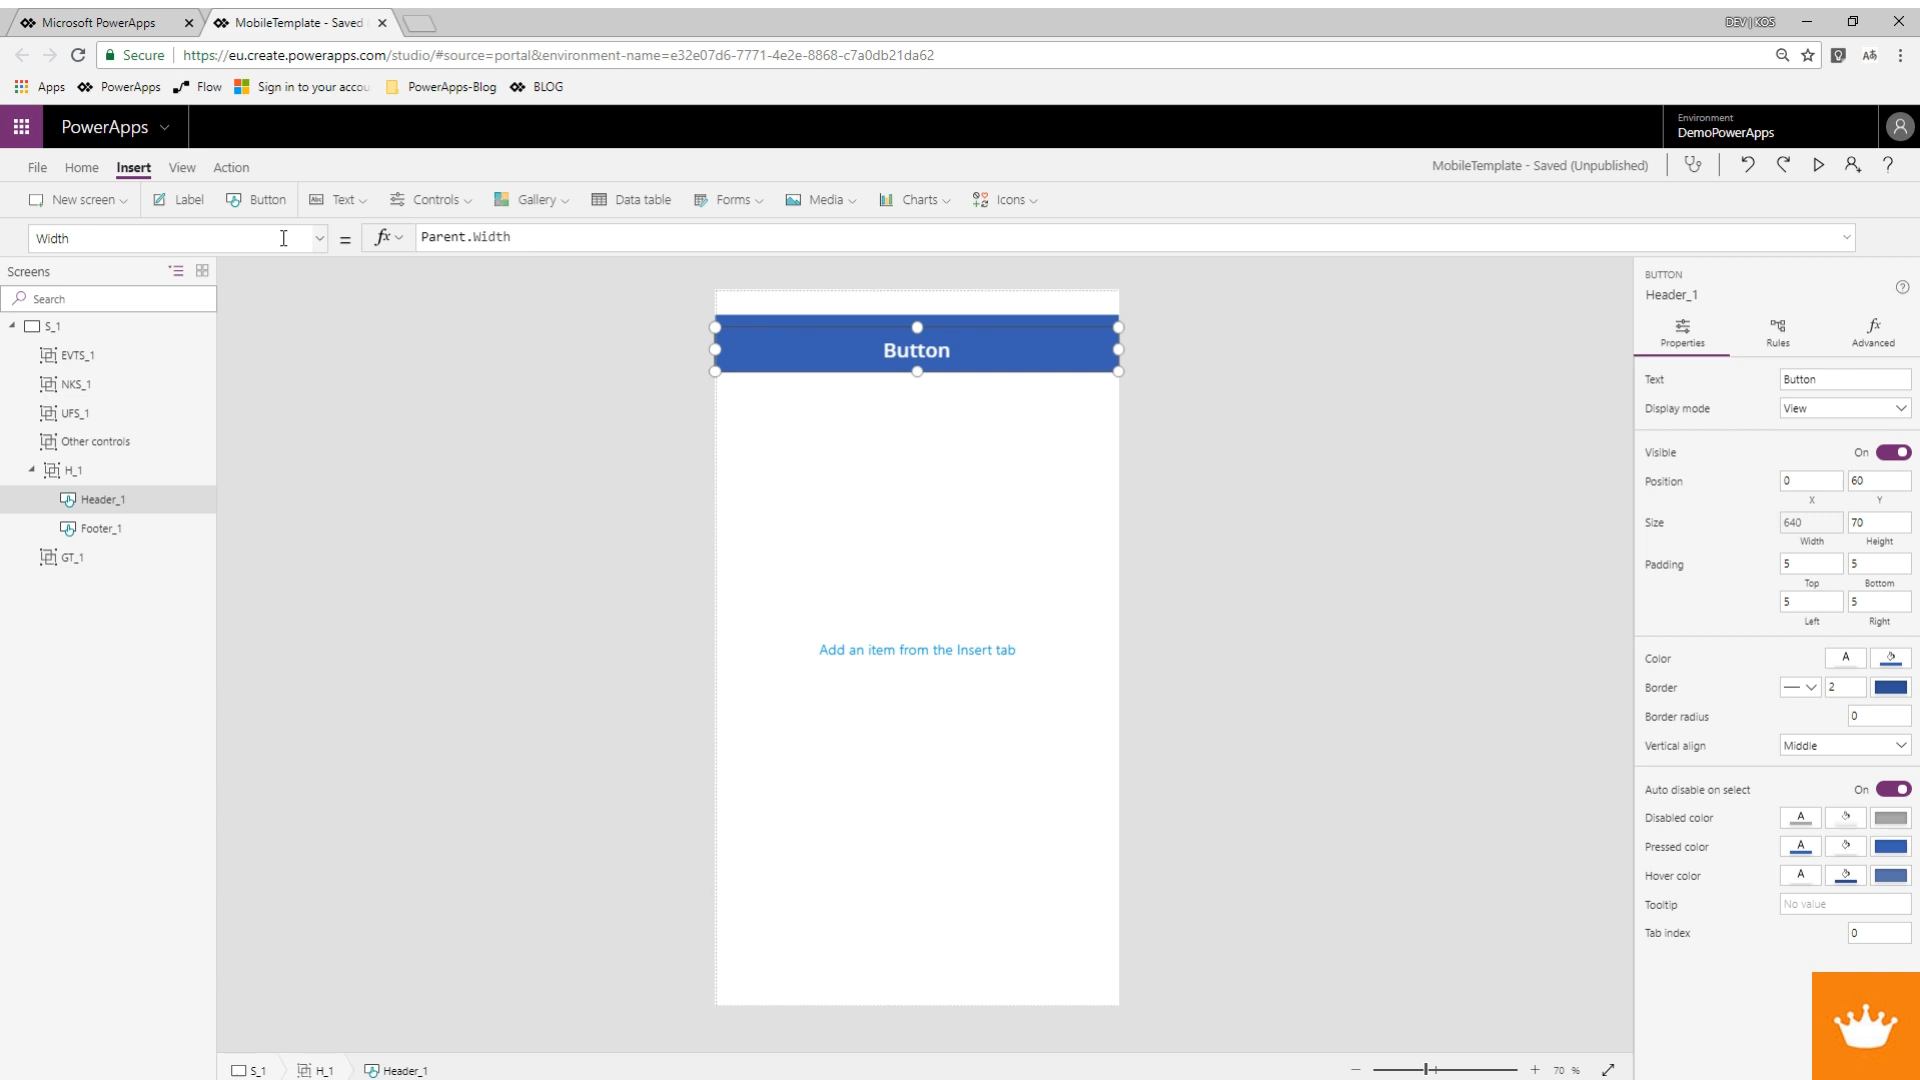 Microsoft PowerApps
MobileTemplate - Saved
DEV | KOS
Secure
https://eu.create.powerapps.com/studio/#source=portal&environment-name=e32e07d6-7771-4e2e-8868-c7a0db21da62
Apps PowerApps Flow Sign in to your accou PowerApps-Blog BLOG
PowerApps
Environment
DemoPowerApps
File Home Insert View Action
MobileTemplate - Saved (Unpublished)
New screen Label Button Text Controls Gallery Data table Forms Media Charts Icons
Width = fx Parent.Width
Screens
Search
S_1
EVTS_1
NKS_1
UFS_1
Other controls
H_1
Header_1
Footer_1
GT_1
Button
Add an item from the Insert tab
BUTTON
Header_1
Properties Rules Advanced
Text Button
Display mode View
Visible On
Position 0 60
X Y
Size 640 70
Width Height
Padding 5 5
Top Bottom
5 5
Left Right
Color A
Border 2
Border radius 0
Vertical align Middle
Auto disable on select On
Disabled color A
Pressed color A
Hover color A
Tooltip No value
Tab index 0
S_1 H_1 Header_1
70 %